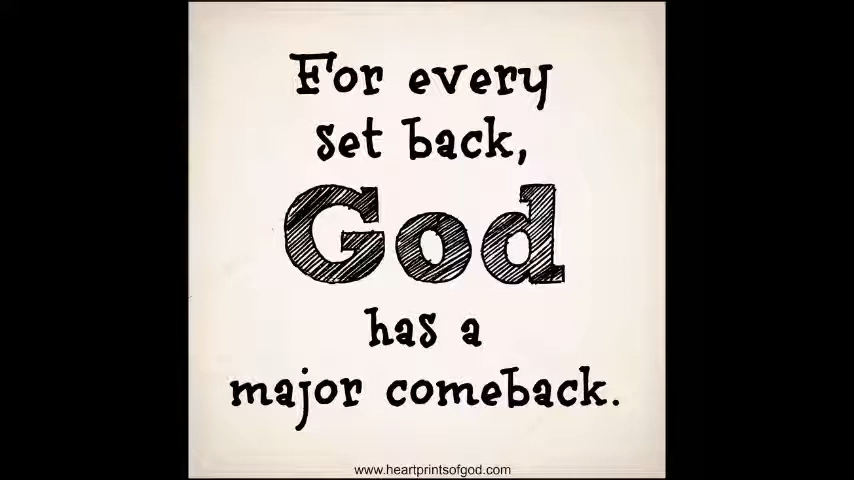 For every
set back,
God
has a
major comeback.
www.heartprintsofgod.com